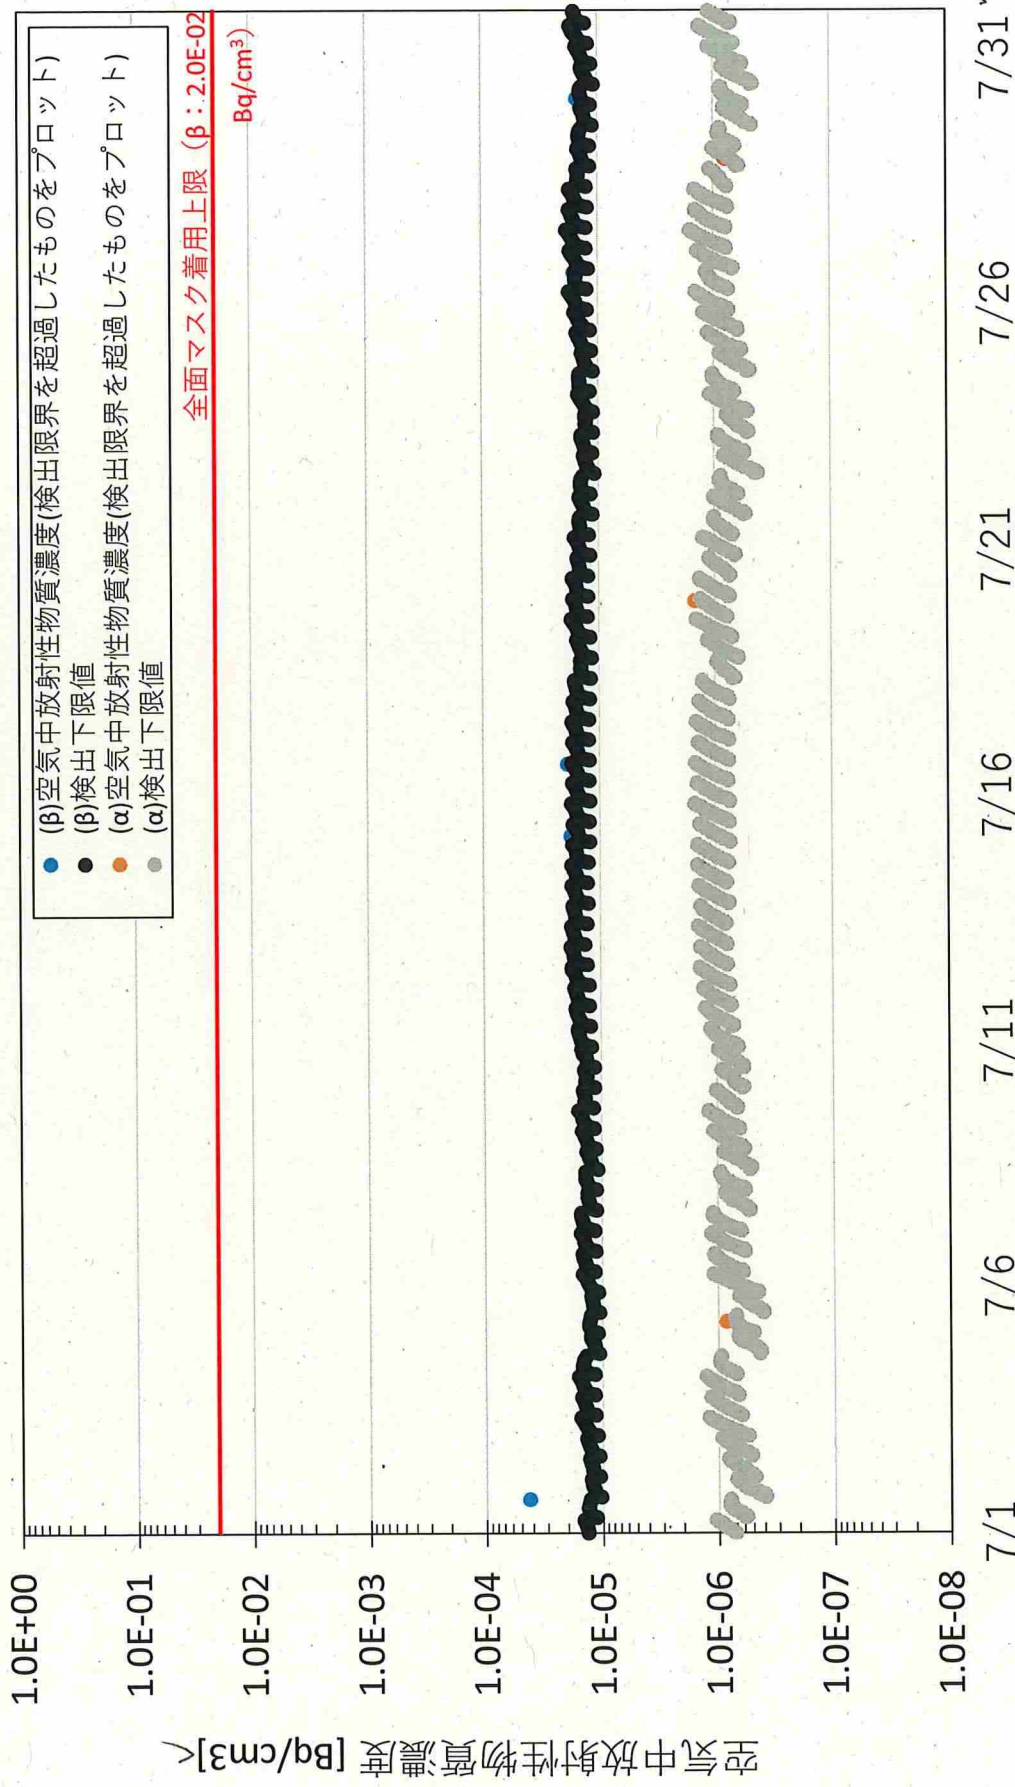 (β)空気中放射性物質濃度(検出限界を超過したものをプロット)
(β)検出下限値
(α)空気中放射性物質濃度(検出限界を超過したものをプロット)
(α)検出下限値
全面マスク着用上限（β：2.0E-02
Bq/cm³）
空気中放射性物質濃度 [Bq/cm3]
1.0E+00
1.0E-01
1.0E-02
1.0E-03
1.0E-04
1.0E-05
1.0E-06
1.0E-07
1.0E-08
7/1
7/6
7/11
7/16
7/21
7/26
7/31